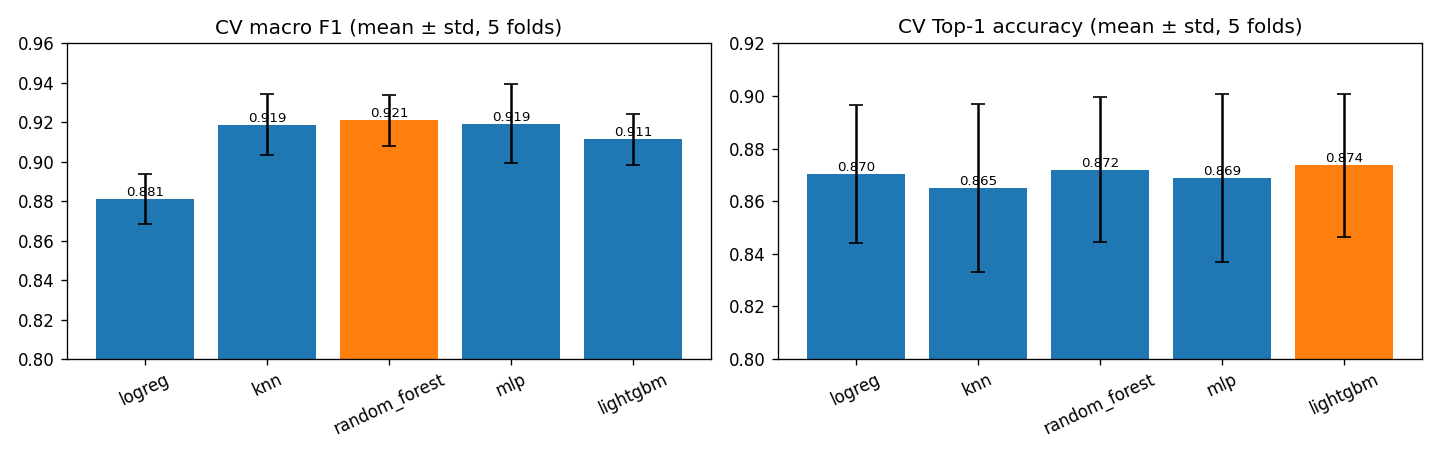 CV macro F1 (mean ± std, 5 folds)
0.96
0.94
0.92
0.90
0.88
0.86
0.84
0.82
0.80
0.881
0.919
0.921
0.919
0.911
logreg
knn
random_forest
mlp
lightgbm
CV Top-1 accuracy (mean ± std, 5 folds)
0.92
0.90
0.88
0.86
0.84
0.82
0.80
0.870
0.865
0.872
0.869
0.874
logreg
knn
random_forest
mlp
lightgbm